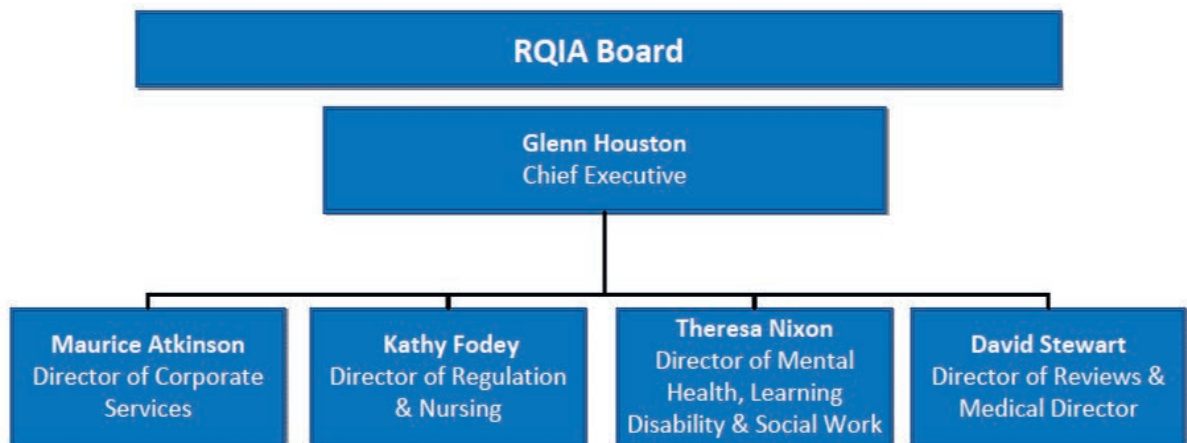 RQIA Board
Glenn Houston
Chief Executive
Maurice Atkinson
Director of Corporate
Services
Kathy Fodey
Director of Regulation
& Nursing
Theresa Nixon
Director of Mental
Health, Learning
Disability & Social Work
David Stewart
Director of Reviews &
Medical Director